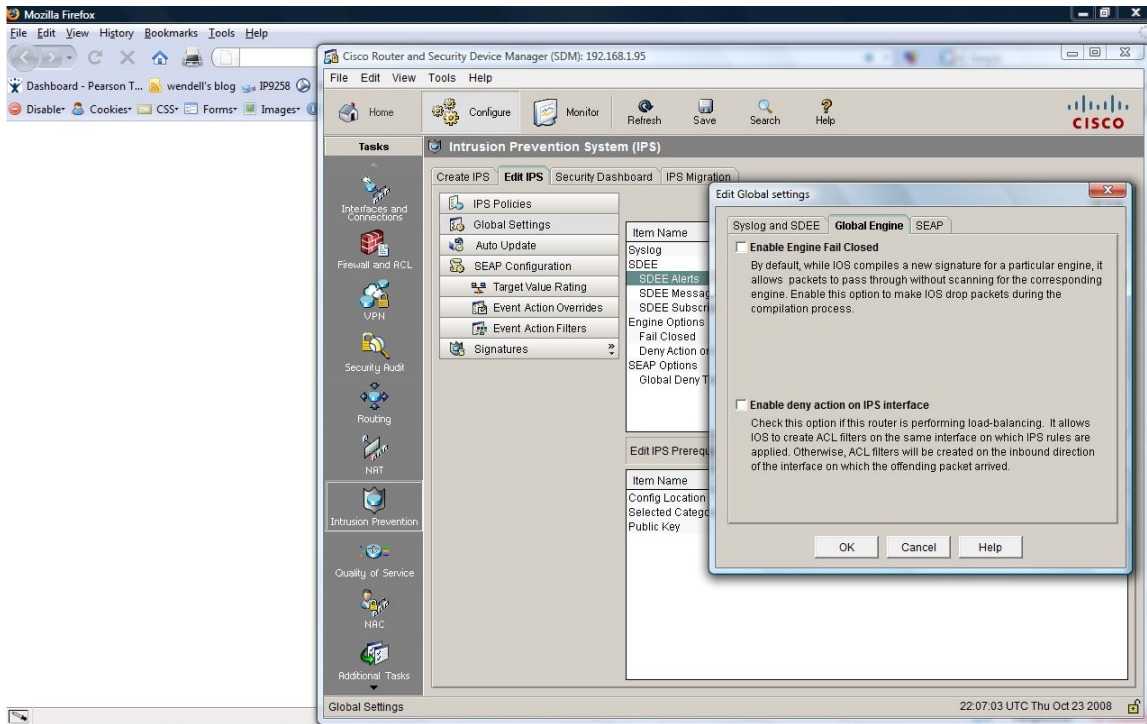 Mozilla Firefox
File Edit View History Bookmarks Tools Help
Dashboard - Pearson T... wendell's blog IP9258
Disable Cookies CSS Forms Images
Cisco Router and Security Device Manager (SDM): 192.168.1.95
File Edit View Tools Help
Home Configure Monitor Refresh Save Search Help
CISCO
Tasks
Interfaces and
Connections
Firewall and ACL
VPN
Security Audit
Routing
NAT
Intrusion Prevention
Quality of Service
NAC
Additional Tasks
Intrusion Prevention System (IPS)
Create IPS Edit IPS Security Dashboard IPS Migration
IPS Policies
Global Settings
Auto Update
SEAP Configuration
Target Value Rating
Event Action Overrides
Event Action Filters
Signatures
Item Name
Syslog
SDEE
SDEE Alerts
SDEE Messag
SDEE Subscri
Engine Options
Fail Closed
Deny Action on
SEAP Options
Global Deny T
Edit IPS Prerequ
Item Name
Config Location
Selected Catego
Public Key
Edit Global settings
Syslog and SDEE Global Engine SEAP
Enable Engine Fail Closed
By default, while IOS compiles a new signature for a particular engine, it
allows packets to pass through without scanning for the corresponding
engine. Enable this option to make IOS drop packets during the
compilation process.
Enable deny action on IPS interface
Check this option if this router is performing load-balancing. It allows
IOS to create ACL filters on the same interface on which IPS rules are
applied. Otherwise, ACL filters will be created on the inbound direction
of the interface on which the offending packet arrived.
OK Cancel Help
Global Settings
22:07:03 UTC Thu Oct 23 2008